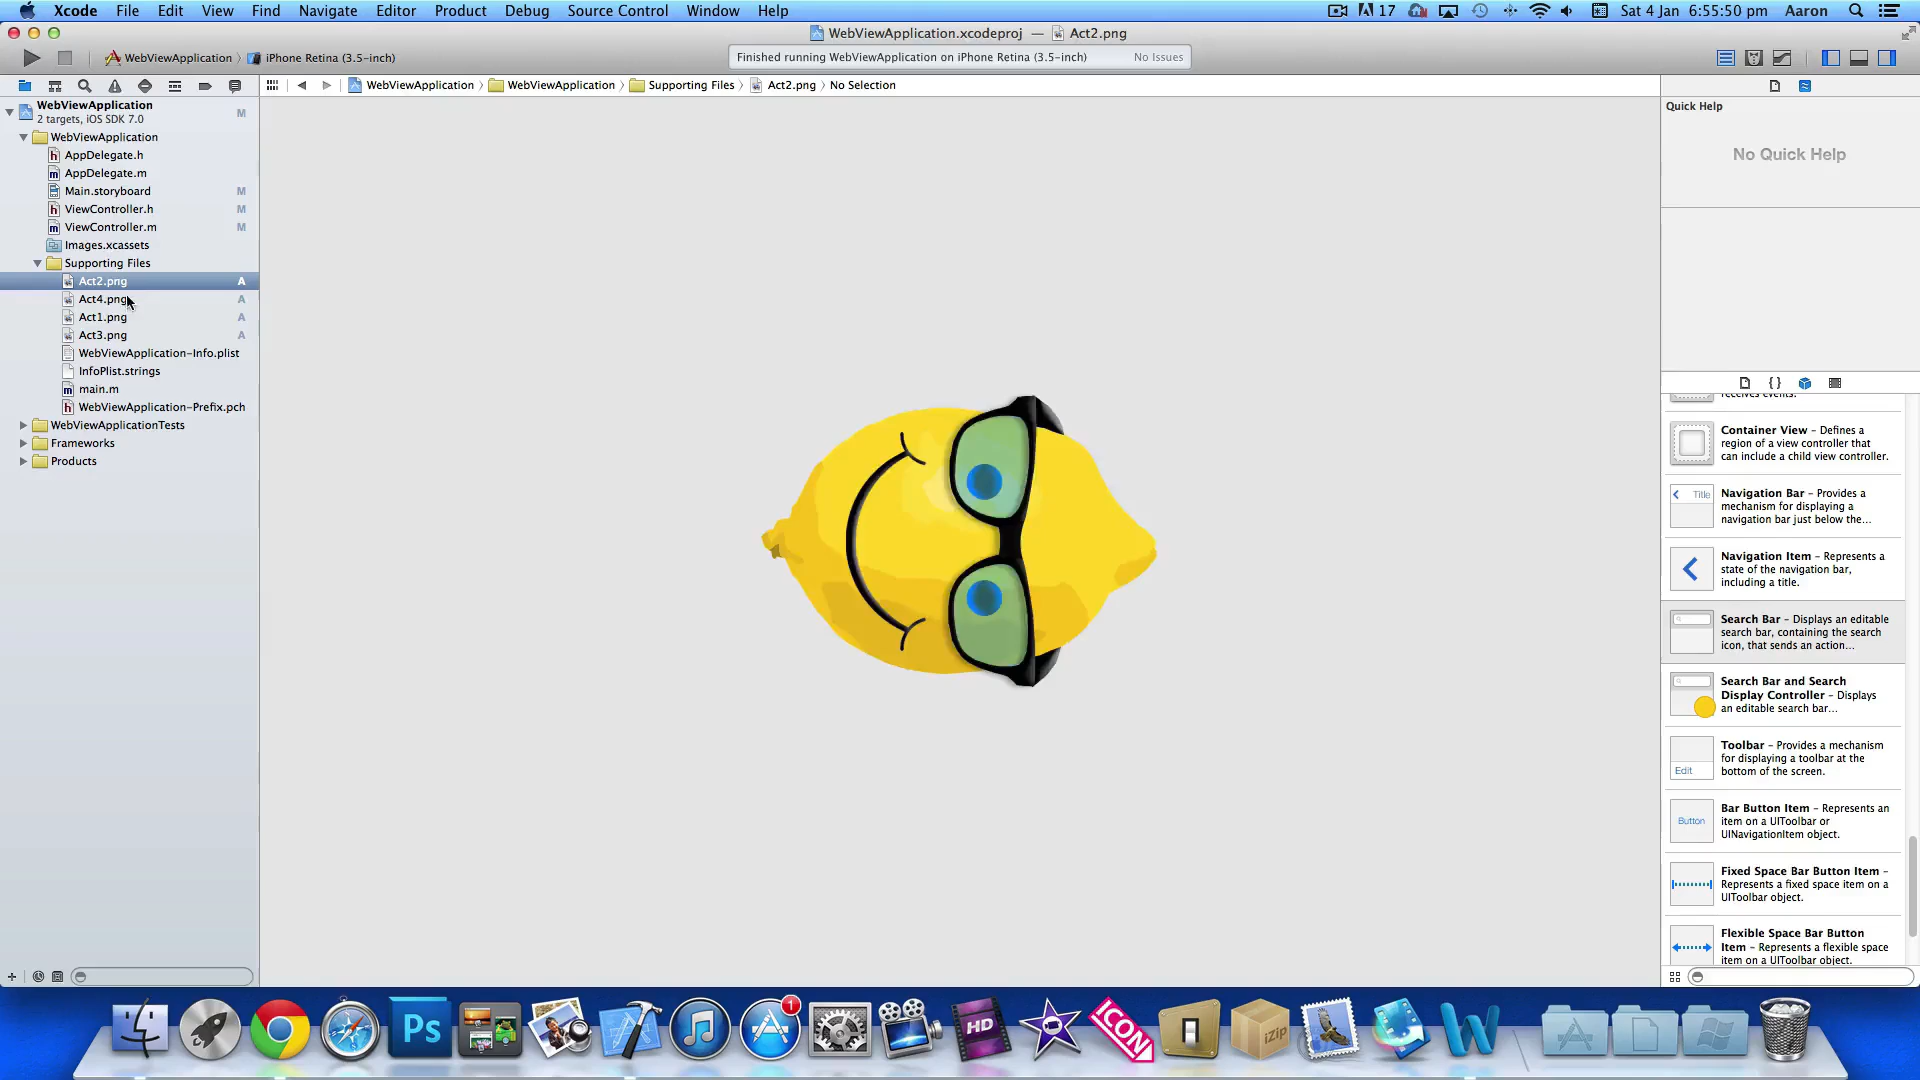 Xcode File Edit View Find Navigate Editor Product Debug Source Control Window Help 17 Sat 4 Jan 6:55:50 pm Aaron
WebViewApplication.xcodeproj — Act2.png
WebViewApplication iPhone Retina (3.5-inch)
Finished running WebViewApplication on iPhone Retina (3.5-inch) No Issues
WebViewApplication WebViewApplication Supporting Files Act2.png No Selection
WebViewApplication M
2 targets, iOS SDK 7.0
WebViewApplication
h AppDelegate.h
m AppDelegate.m
Main.storyboard M
h ViewController.h M
m ViewController.m M
Images.xcassets
Supporting Files
Act2.png A
Act4.png A
Act1.png A
Act3.png A
WebViewApplication-Info.plist
InfoPlist.strings
m main.m
h WebViewApplication-Prefix.pch
WebViewApplicationTests
Frameworks
Products
Quick Help
No Quick Help
{ }
receives events.
Container View – Defines a
region of a view controller that
can include a child view controller.
Title
Navigation Bar – Provides a
mechanism for displaying a
navigation bar just below the...
Navigation Item – Represents a
state of the navigation bar,
including a title.
Search Bar – Displays an editable
search bar, containing the search
icon, that sends an action...
Search Bar and Search
Display Controller – Displays
an editable search bar...
Edit
Toolbar – Provides a mechanism
for displaying a toolbar at the
bottom of the screen.
Button
Bar Button Item – Represents an
item on a UIToolbar or
UINavigationItem object.
Fixed Space Bar Button Item –
Represents a fixed space item on a
UIToolbar object.
Flexible Space Bar Button
Item – Represents a flexible space
item on a UIToolbar object.
Ps
1
HD
ICON
iZip
W